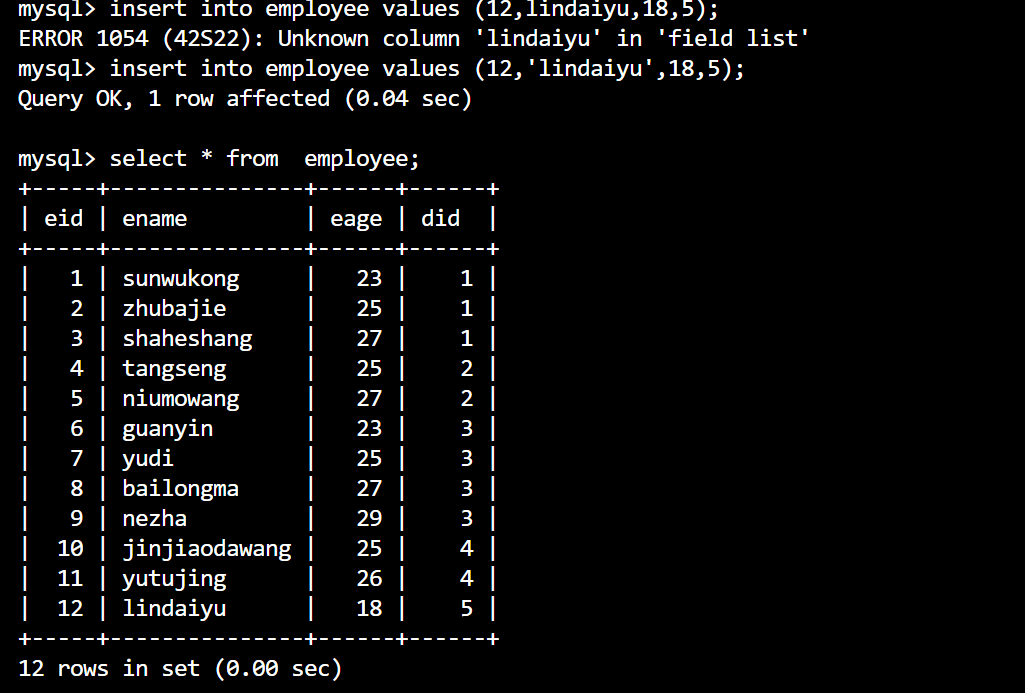 mysql> insert into employee values (12,lindaiyu,18,5);
ERROR 1054 (42S22): Unknown column 'lindaiyu' in 'field list'
mysql> insert into employee values (12,'lindaiyu',18,5);
Query OK, 1 row affected (0.04 sec)

mysql> select * from  employee;
+-----+---------------+------+------+
| eid | ename         | eage | did  |
+-----+---------------+------+------+
|   1 | sunwukong     |   23 |    1 |
|   2 | zhubajie      |   25 |    1 |
|   3 | shaheshang    |   27 |    1 |
|   4 | tangseng      |   25 |    2 |
|   5 | niumowang     |   27 |    2 |
|   6 | guanyin       |   23 |    3 |
|   7 | yudi          |   25 |    3 |
|   8 | bailongma     |   27 |    3 |
|   9 | nezha         |   29 |    3 |
|  10 | jinjiaodawang |   25 |    4 |
|  11 | yutujing      |   26 |    4 |
|  12 | lindaiyu      |   18 |    5 |
+-----+---------------+------+------+
12 rows in set (0.00 sec)